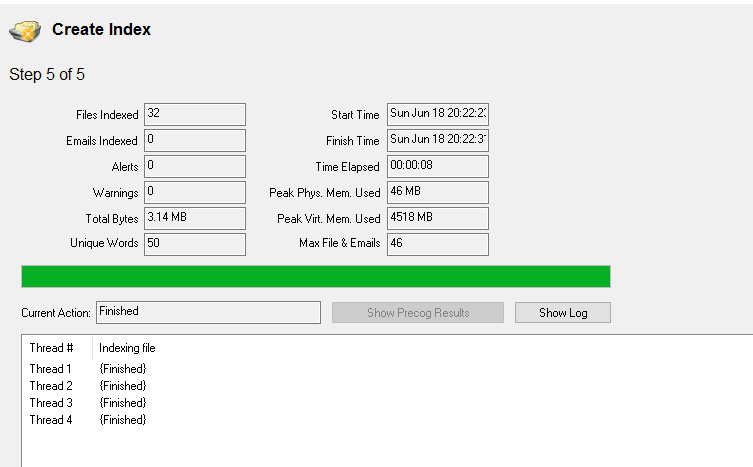 Create Index
Step 5 of 5
Files Indexed 32 Start Time Sun Jun 18 20:22:23
Emails Indexed 0 Finish Time Sun Jun 18 20:22:31
Alerts 0 Time Elapsed 00:00:08
Warnings 0 Peak Phys. Mem. Used 46 MB
Total Bytes 3.14 MB Peak Virt. Mem. Used 4518 MB
Unique Words 50 Max File & Emails 46
Current Action: Finished Show Precog Results Show Log
Thread # Indexing file
Thread 1 {Finished}
Thread 2 {Finished}
Thread 3 {Finished}
Thread 4 {Finished}